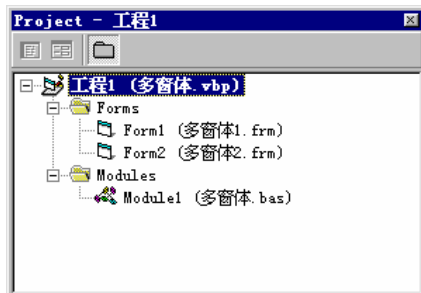 Project - 工程1
工程1 (多窗体.vbp)
Forms
Form1 (多窗体1.frm)
Form2 (多窗体2.frm)
Modules
Module1 (多窗体.bas)